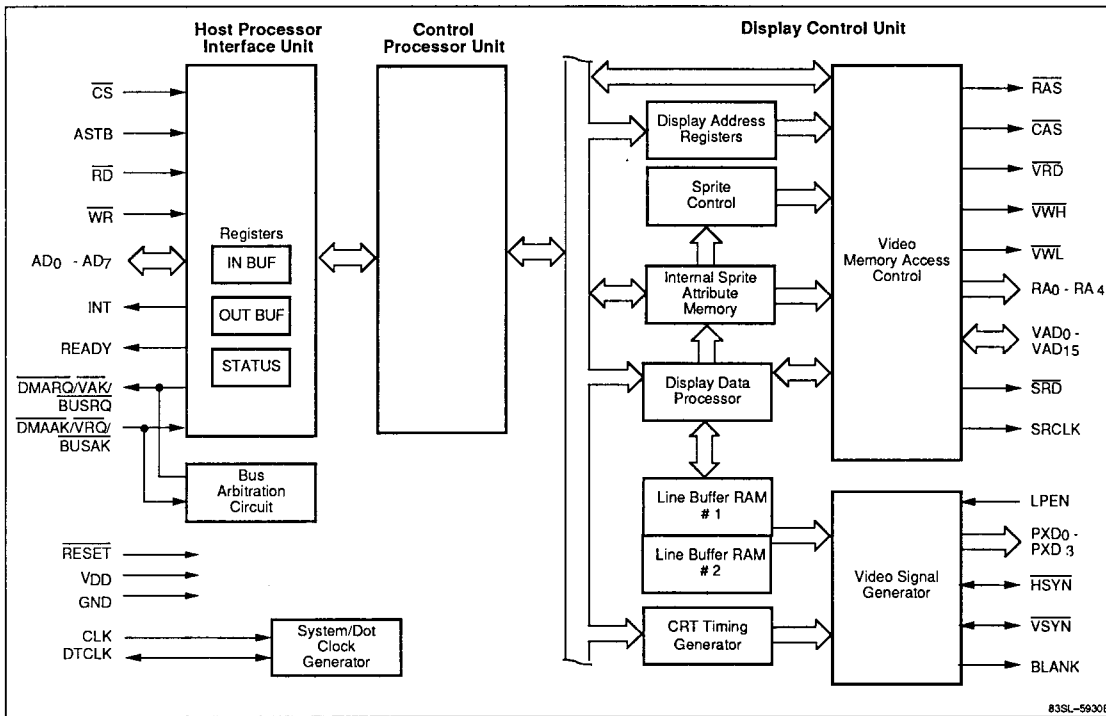 Host Processor
Interface Unit
Control
Processor Unit
Display Control Unit
CS
ASTB
RD
WR
AD0 - AD7
INT
READY
DMARQ/VAK/
BUSRQ
DMAAK/VRQ/
BUSAK
Registers
IN BUF
OUT BUF
STATUS
Bus
Arbitration
Circuit
RESET
VDD
GND
CLK
DTCLK
System/Dot
Clock
Generator
Display Address
Registers
Sprite
Control
Internal Sprite
Attribute
Memory
Display Data
Processor
Line Buffer RAM
# 1
Line Buffer RAM
# 2
CRT Timing
Generator
Video
Memory Access
Control
Video Signal
Generator
RAS
CAS
VRD
VWH
VWL
RA0 - RA4
VAD0 -
VAD15
SRD
SRCLK
LPEN
PXD0 -
PXD3
HSYN
VSYN
BLANK
83SL-5930B